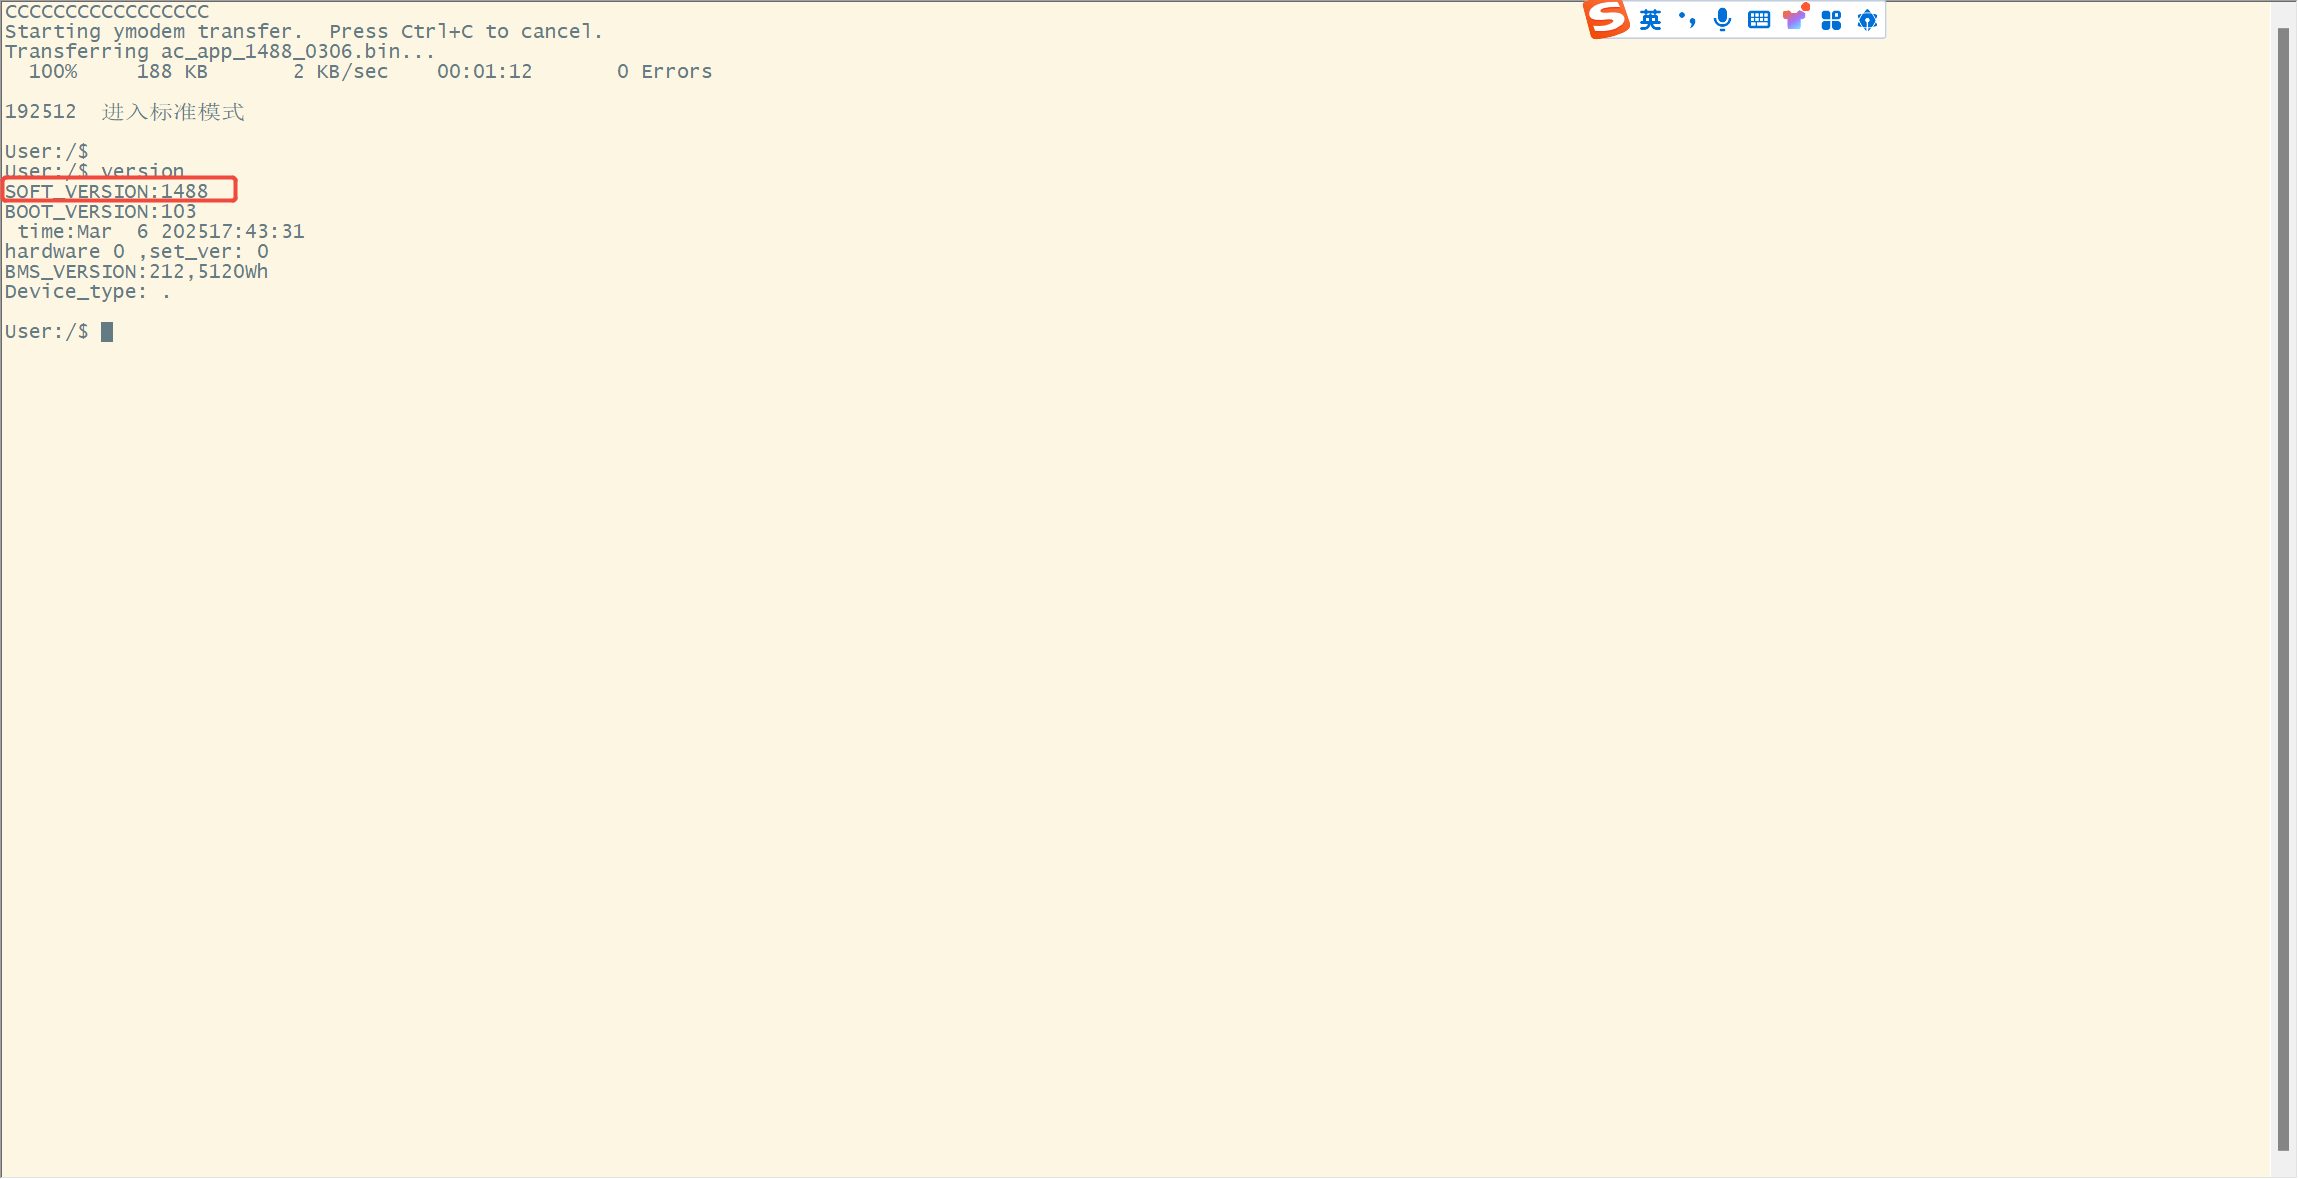 CCCCCCCCCCCCCCCCC
Starting ymodem transfer.  Press Ctrl+C to cancel.
Transferring ac_app_1488_0306.bin...
  100%     188 KB       2 KB/sec    00:01:12       0 Errors
192512  进入标准模式
User:/$
User:/$ version
SOFT_VERSION:1488
BOOT_VERSION:103
 time:Mar  6 202517:43:31
hardware 0 ,set_ver: 0
BMS_VERSION:212,5120Wh
Device_type: .
User:/$
英